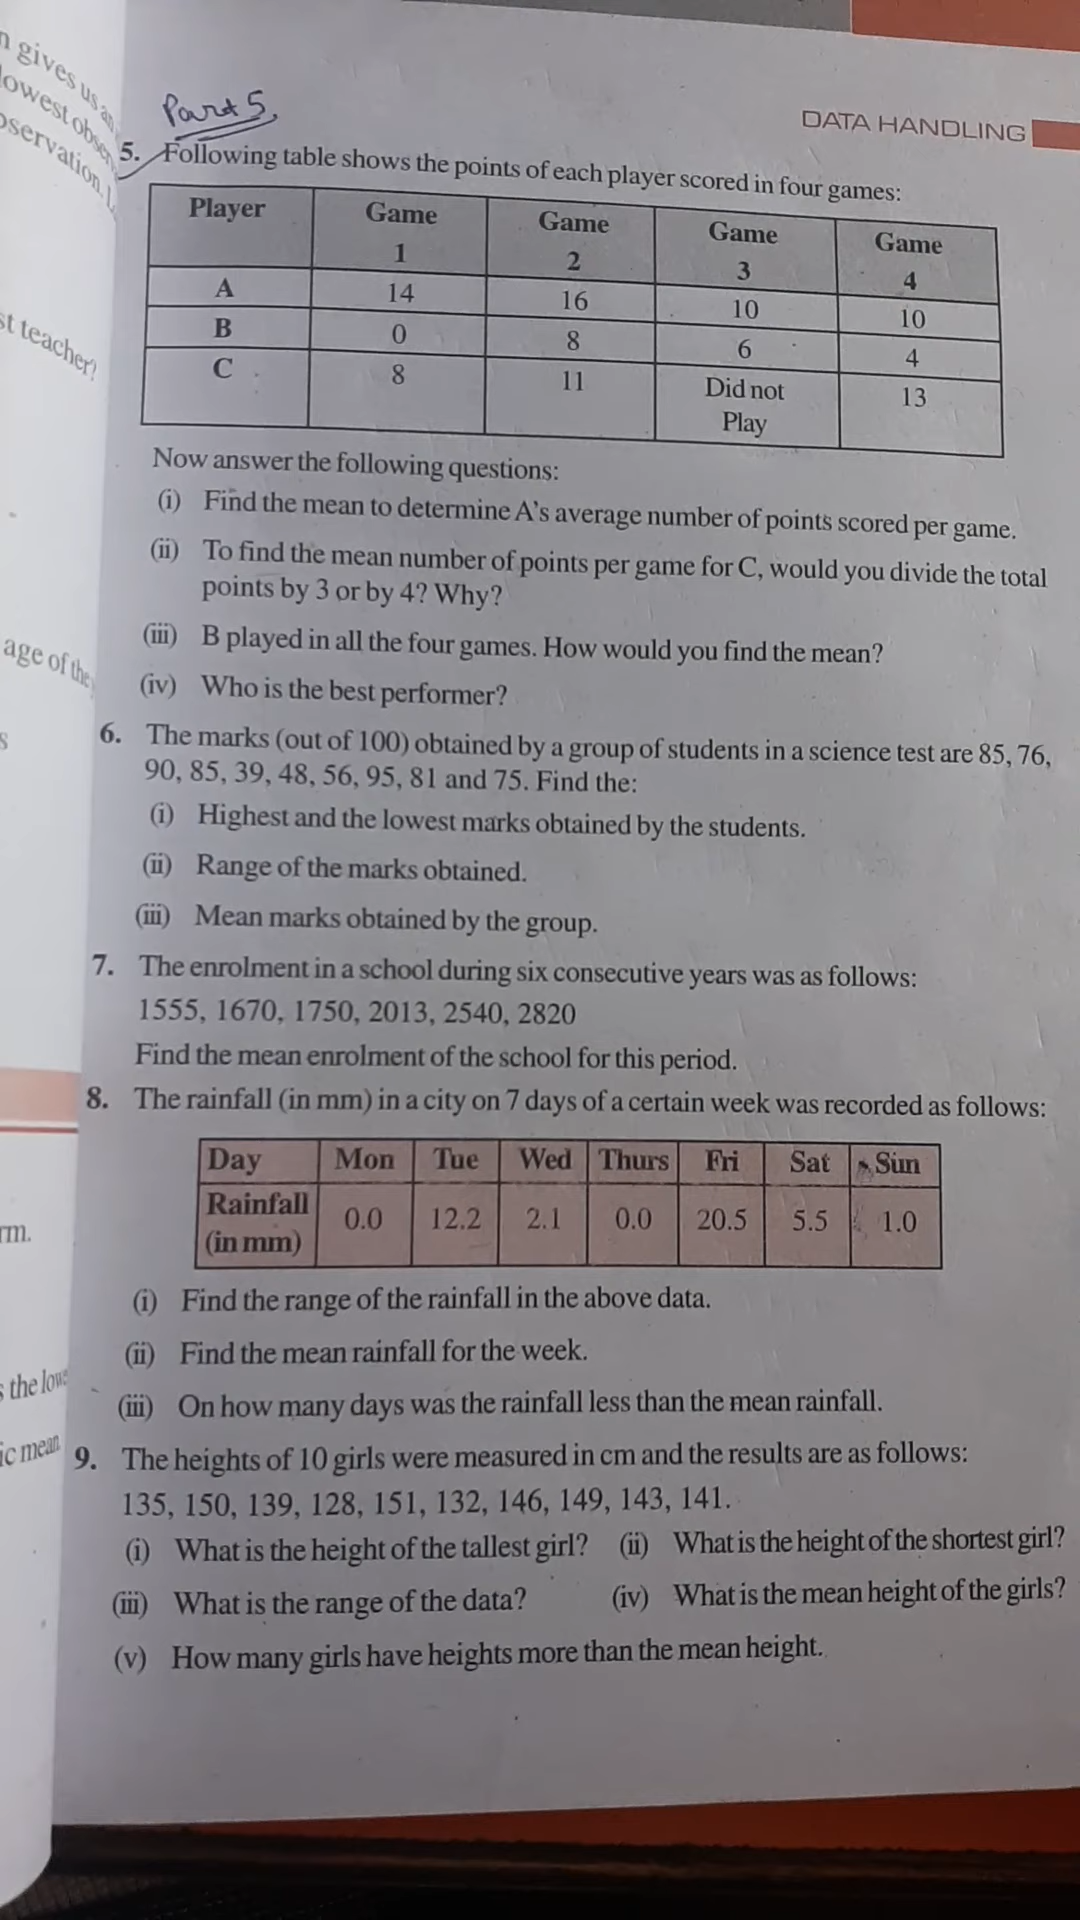 n gives us an
lowest obser
servation. L
st teacher?
age of the
s
rm.
s the lowe
ic mean
Part 5,
DATA HANDLING
5. Following table shows the points of each player scored in four games:
Player Game 1 Game 2 Game 3 Game 4
A 14 16 10 10
B 0 8 6 4
C 8 11 Did not Play 13
Now answer the following questions:
(i) Find the mean to determine A's average number of points scored per game.
(ii) To find the mean number of points per game for C, would you divide the total
points by 3 or by 4? Why?
(iii) B played in all the four games. How would you find the mean?
(iv) Who is the best performer?
6. The marks (out of 100) obtained by a group of students in a science test are 85, 76,
90, 85, 39, 48, 56, 95, 81 and 75. Find the:
(i) Highest and the lowest marks obtained by the students.
(ii) Range of the marks obtained.
(iii) Mean marks obtained by the group.
7. The enrolment in a school during six consecutive years was as follows:
1555, 1670, 1750, 2013, 2540, 2820
Find the mean enrolment of the school for this period.
8. The rainfall (in mm) in a city on 7 days of a certain week was recorded as follows:
Day Mon Tue Wed Thurs Fri Sat Sun
Rainfall (in mm) 0.0 12.2 2.1 0.0 20.5 5.5 1.0
(i) Find the range of the rainfall in the above data.
(ii) Find the mean rainfall for the week.
(iii) On how many days was the rainfall less than the mean rainfall.
9. The heights of 10 girls were measured in cm and the results are as follows:
135, 150, 139, 128, 151, 132, 146, 149, 143, 141.
(i) What is the height of the tallest girl? (ii) What is the height of the shortest girl?
(iii) What is the range of the data? (iv) What is the mean height of the girls?
(v) How many girls have heights more than the mean height.